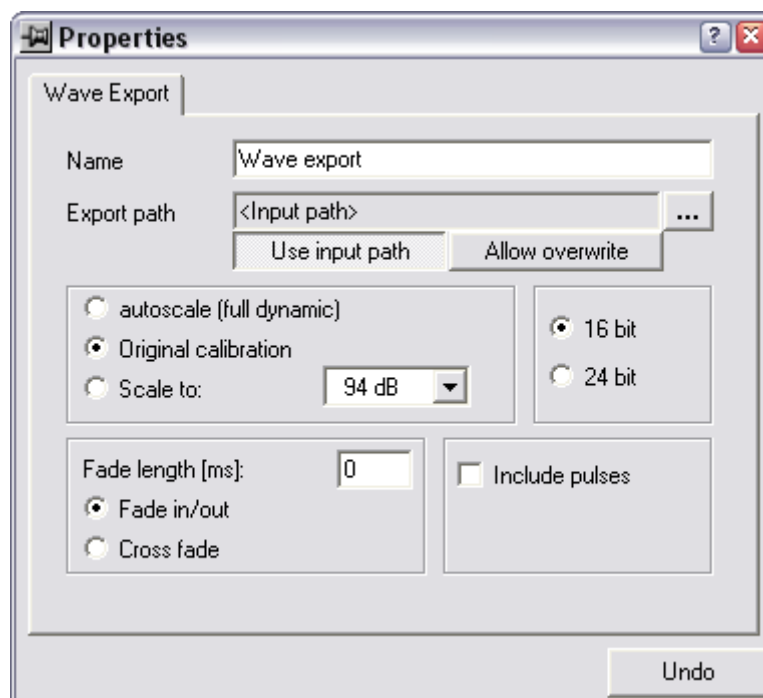 Properties
Wave Export
Name Wave export
Export path <Input path> ...
Use input path Allow overwrite
autoscale (full dynamic)
Original calibration
Scale to: 94 dB
16 bit
24 bit
Fade length [ms]: 0
Fade in/out
Cross fade
Include pulses
Undo